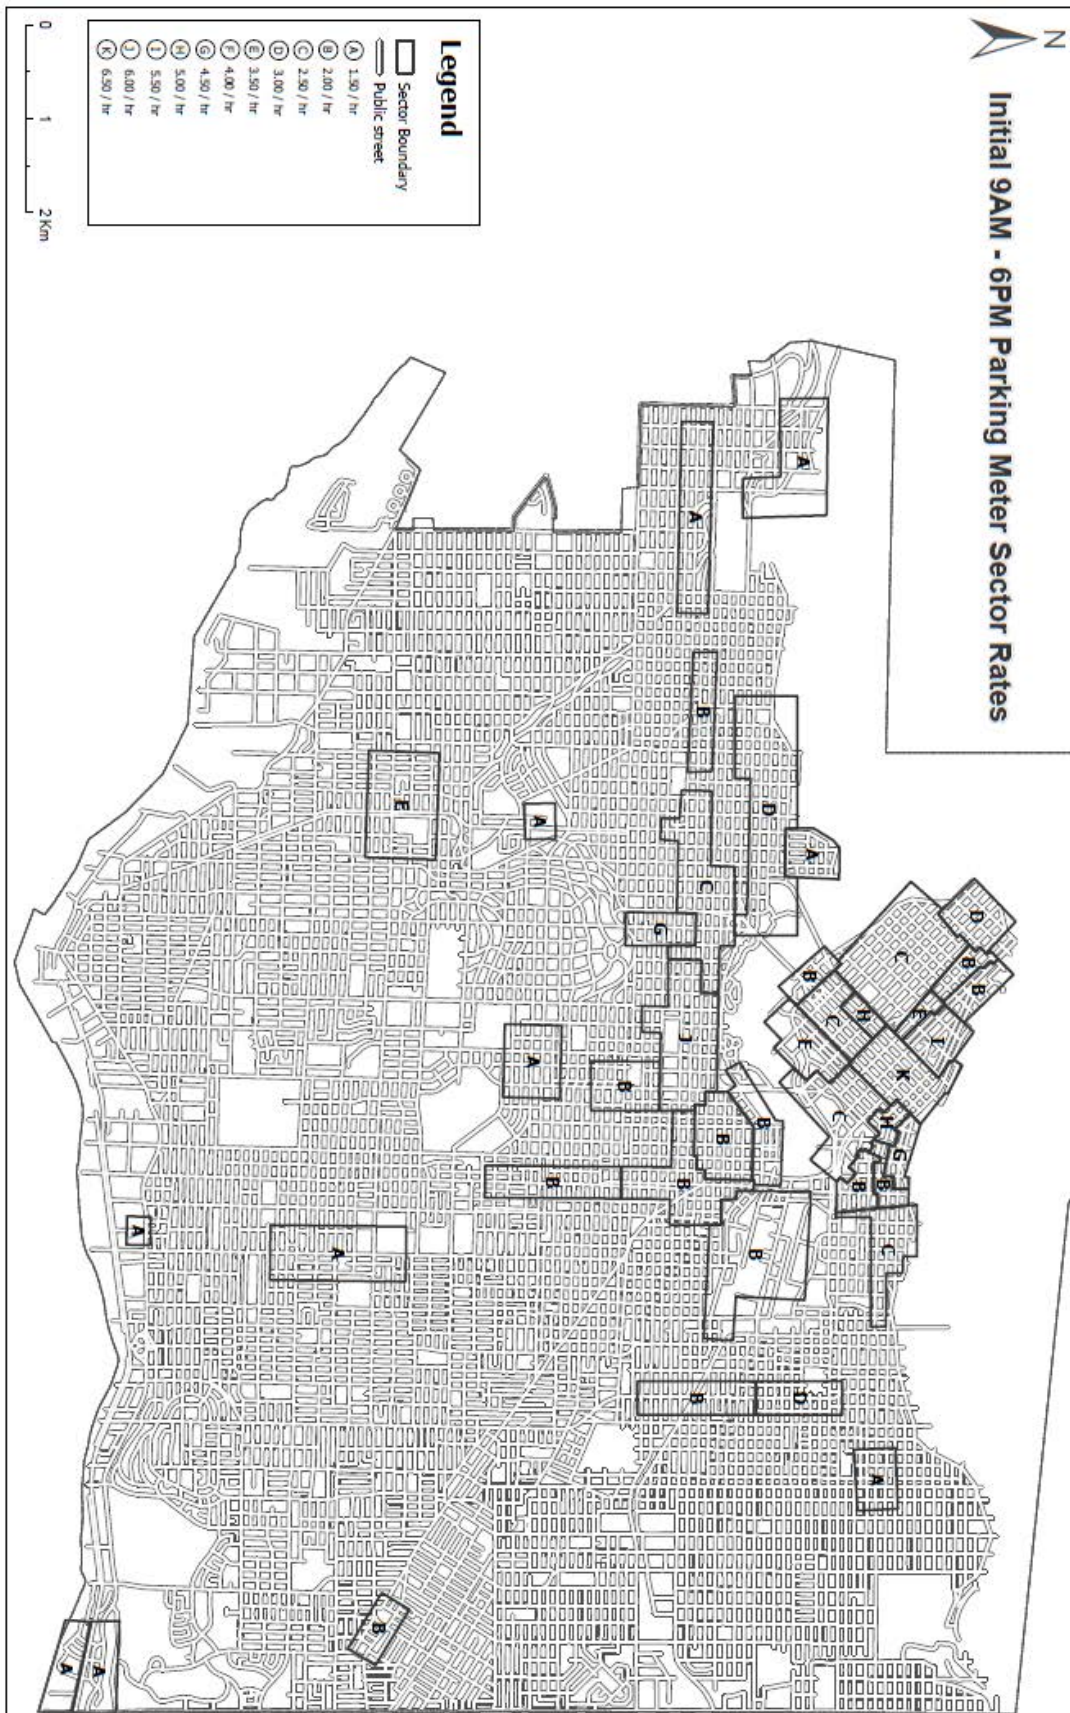 N
Initial 9AM - 6PM Parking Meter Sector Rates
D
B
B
I
E
C
K
G
H
C
B
A
H
B
C
C
A
B
E
A
D
D
B
B
B
C
B
B
A
J
B
G
B
B
A
A
E
B
A
A
A
A
Legend
Sector Boundary
Public street
A 1.50 / hr
B 2.00 / hr
C 2.50 / hr
D 3.00 / hr
E 3.50 / hr
F 4.00 / hr
G 4.50 / hr
H 5.00 / hr
I 5.50 / hr
J 6.00 / hr
K 6.50 / hr
0 1 2 Km